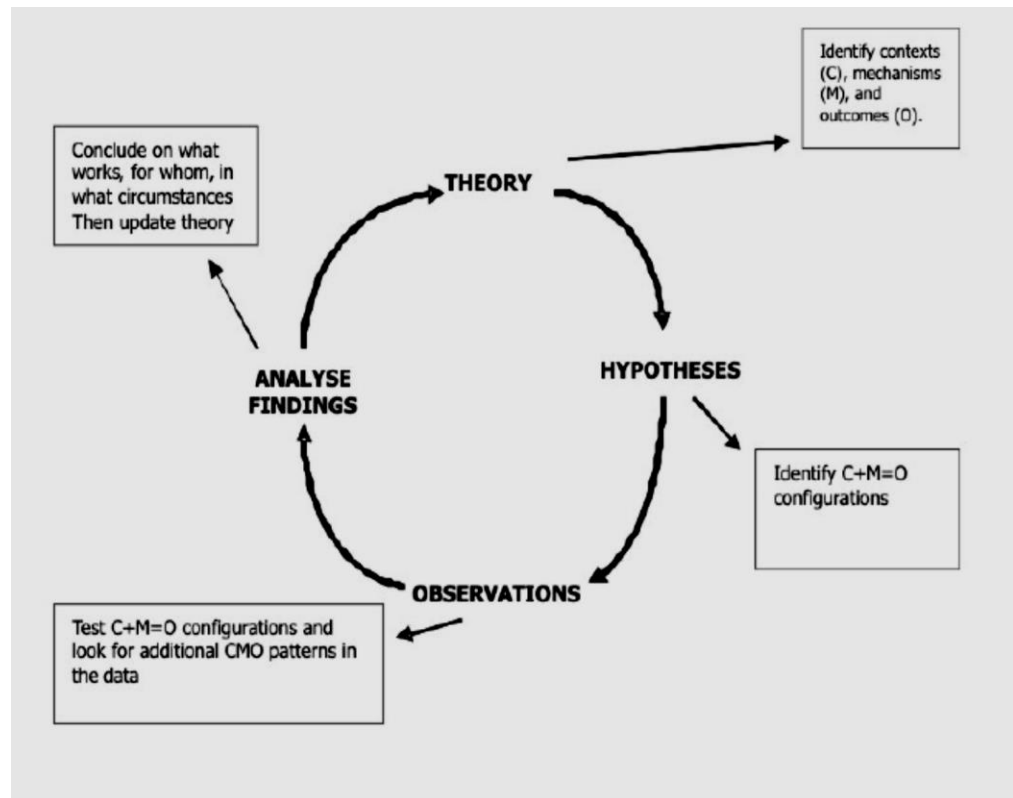 Identify contexts
(C), mechanisms
(M), and
outcomes (O).
Conclude on what
works, for whom, in
what circumstances
Then update theory
THEORY
ANALYSE
FINDINGS
HYPOTHESES
Identify C+M=O
configurations
OBSERVATIONS
Test C+M=O configurations and
look for additional CMO patterns in
the data